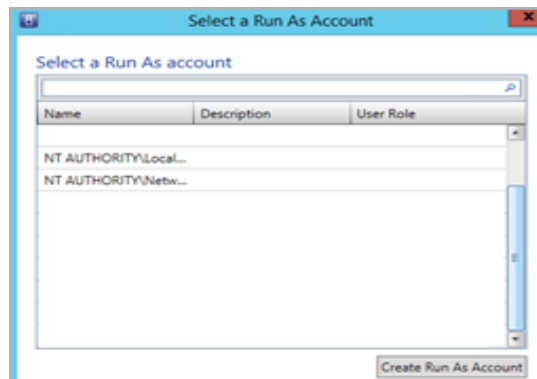 Select a Run As Account
Select a Run As account
Name Description User Role
NT AUTHORITY\Local...
NT AUTHORITY\Netw...
Create Run As Account